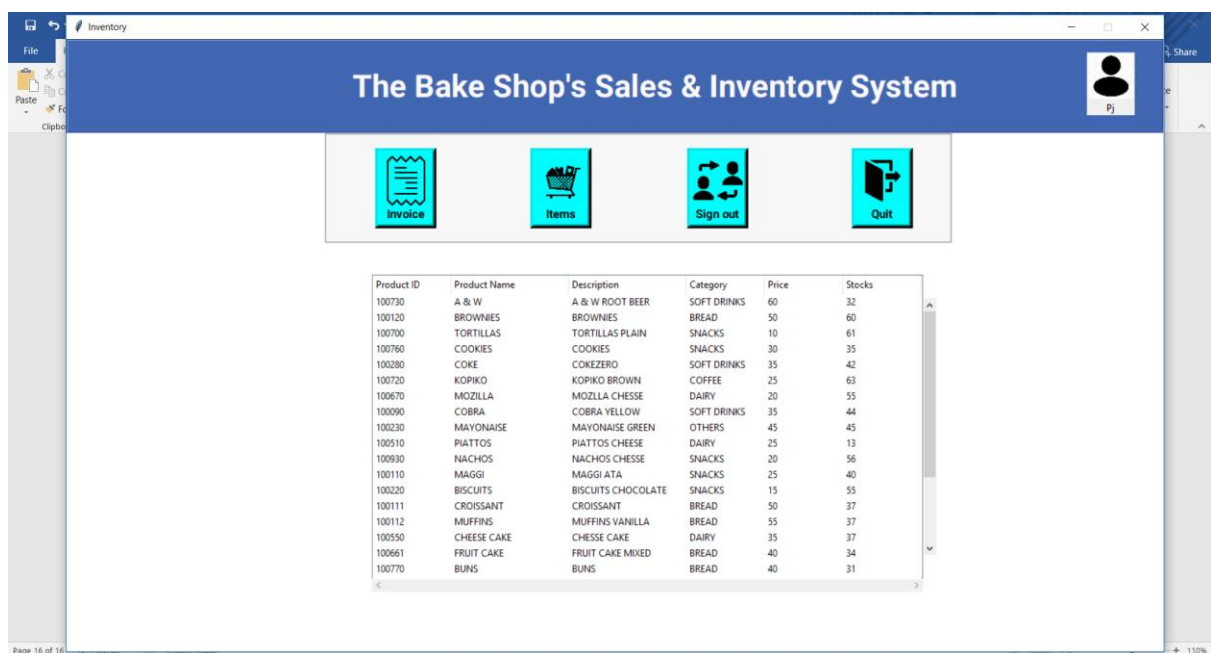 Inventory
File
Share
The Bake Shop's Sales & Inventory System
Paste
Pj
Invoice Items Sign out Quit
Product ID Product Name Description Category Price Stocks
100730 A & W A & W ROOT BEER SOFT DRINKS 60 32
100120 BROWNIES BROWNIES BREAD 50 60
100700 TORTILLAS TORTILLAS PLAIN SNACKS 10 61
100760 COOKIES COOKIES SNACKS 30 35
100280 COKE COKEZERO SOFT DRINKS 35 42
100720 KOPIKO KOPIKO BROWN COFFEE 25 63
100670 MOZILLA MOZLLA CHESSE DAIRY 20 55
100090 COBRA COBRA YELLOW SOFT DRINKS 35 44
100230 MAYONAISE MAYONAISE GREEN OTHERS 45 45
100510 PIATTOS PIATTOS CHEESE DAIRY 25 13
100930 NACHOS NACHOS CHESSE SNACKS 20 56
100110 MAGGI MAGGI ATA SNACKS 25 40
100220 BISCUITS BISCUITS CHOCOLATE SNACKS 15 55
100111 CROISSANT CROISSANT BREAD 50 37
100112 MUFFINS MUFFINS VANILLA BREAD 55 37
100550 CHEESE CAKE CHESSE CAKE DAIRY 35 37
100661 FRUIT CAKE FRUIT CAKE MIXED BREAD 40 34
100770 BUNS BUNS BREAD 40 31
Page 16 of 16
110%